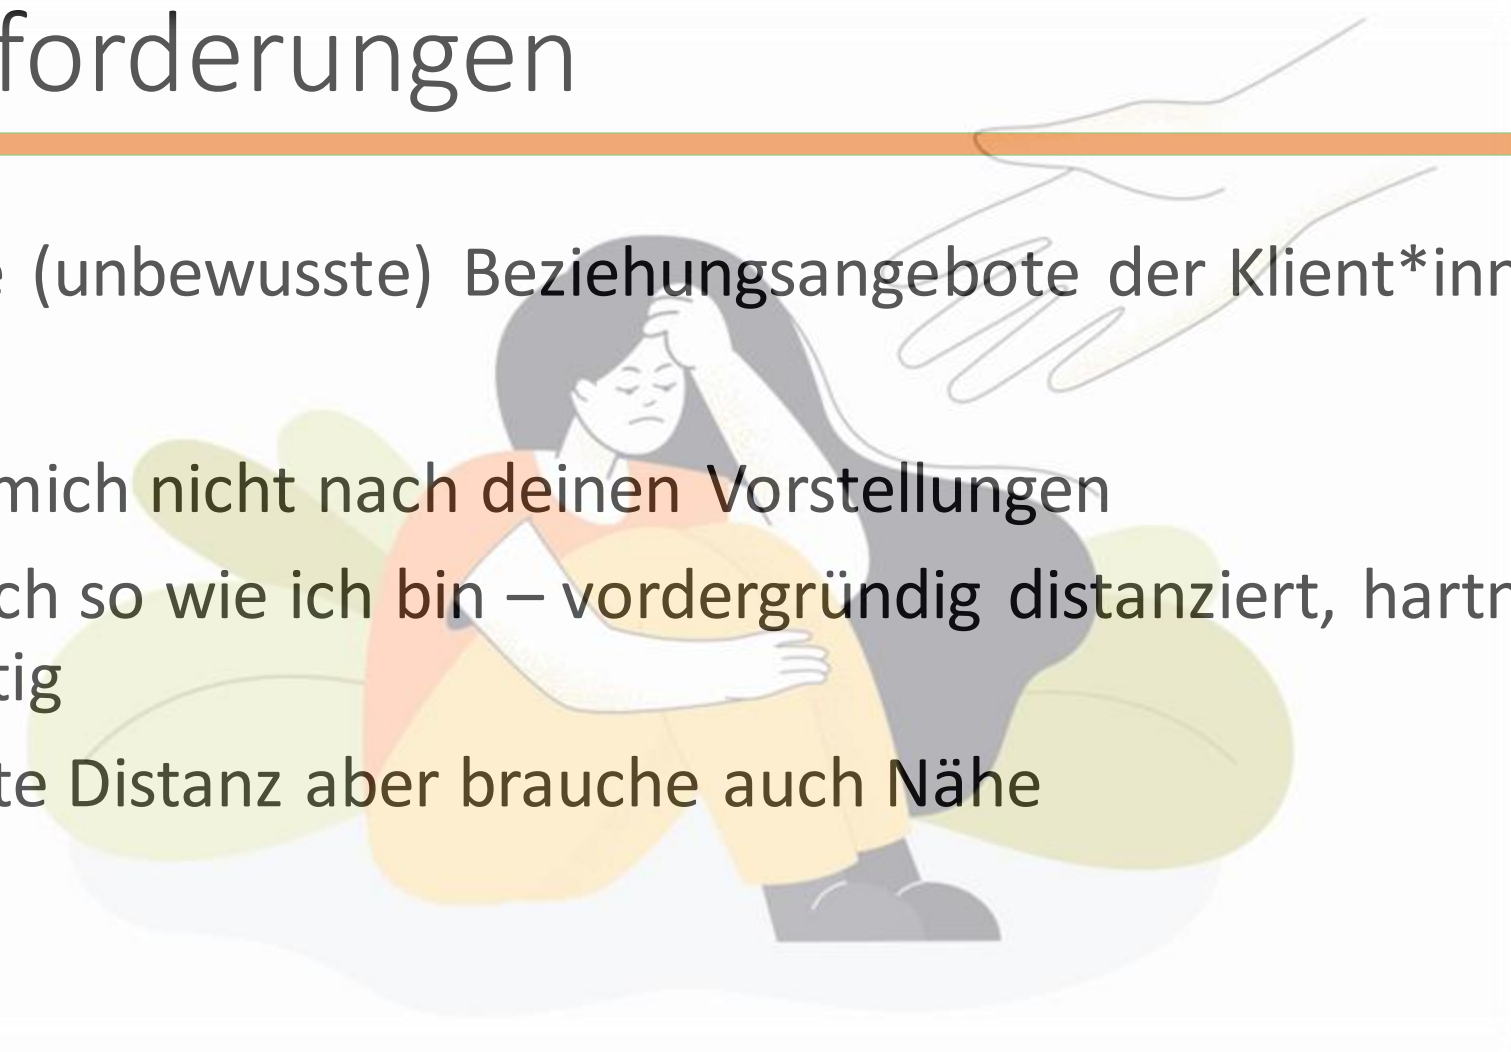 forderungen
e (unbewusste) Beziehungsangebote der Klient*inn
mich nicht nach deinen Vorstellungen
ch so wie ich bin – vordergründig distanziert, hartn
tig
te Distanz aber brauche auch Nähe